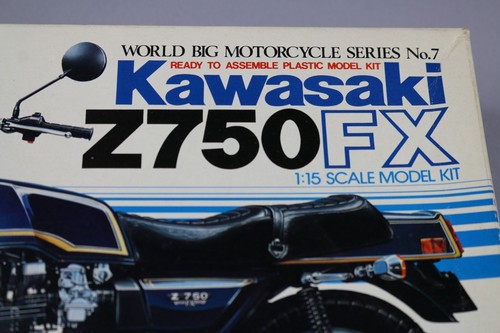 WORLD BIG MOTORCYCLE SERIES No.7
READY TO ASSEMBLE PLASTIC MODEL KIT
Kawasaki
Z750FX
1:15 SCALE MODEL KIT
Z 750